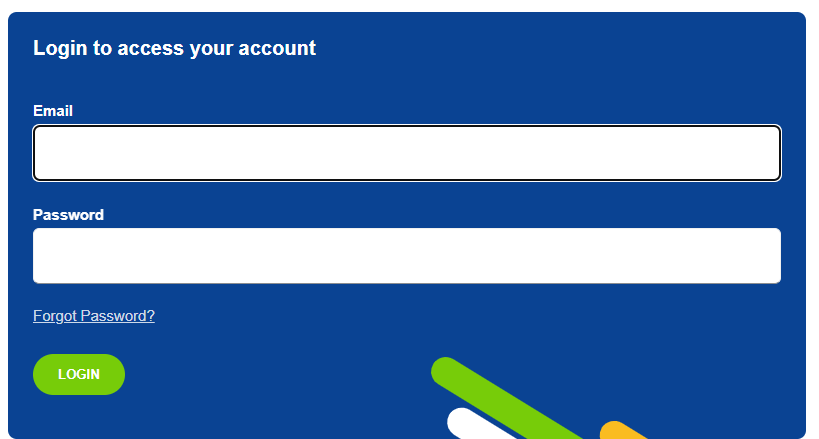 Login to access your account
Email
Password
Forgot Password?
LOGIN